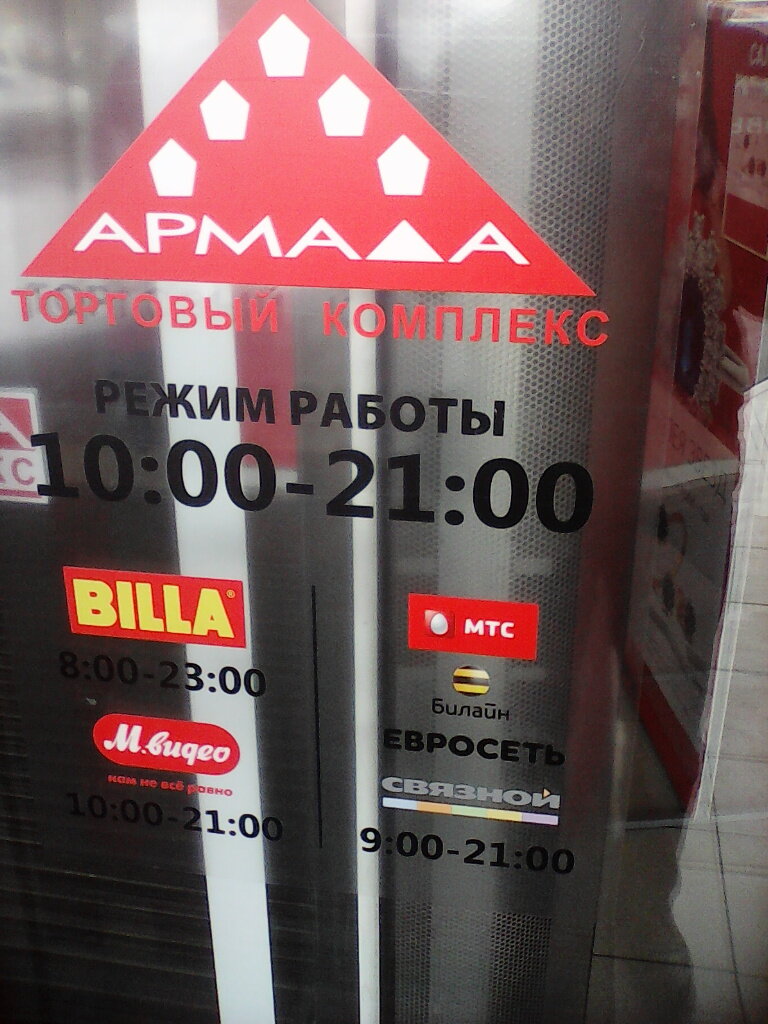 АРМАДА
ТОРГОВЫЙ КОМПЛЕКС
РЕЖИМ РАБОТЫ
10:00-21:00
BILLA®
8:00-23:00
М.видео
нам не всё равно
10:00-21:00
МТС
Билайн
ЕВРОСЕТЬ
СВЯЗНОЙ
9:00-21:00